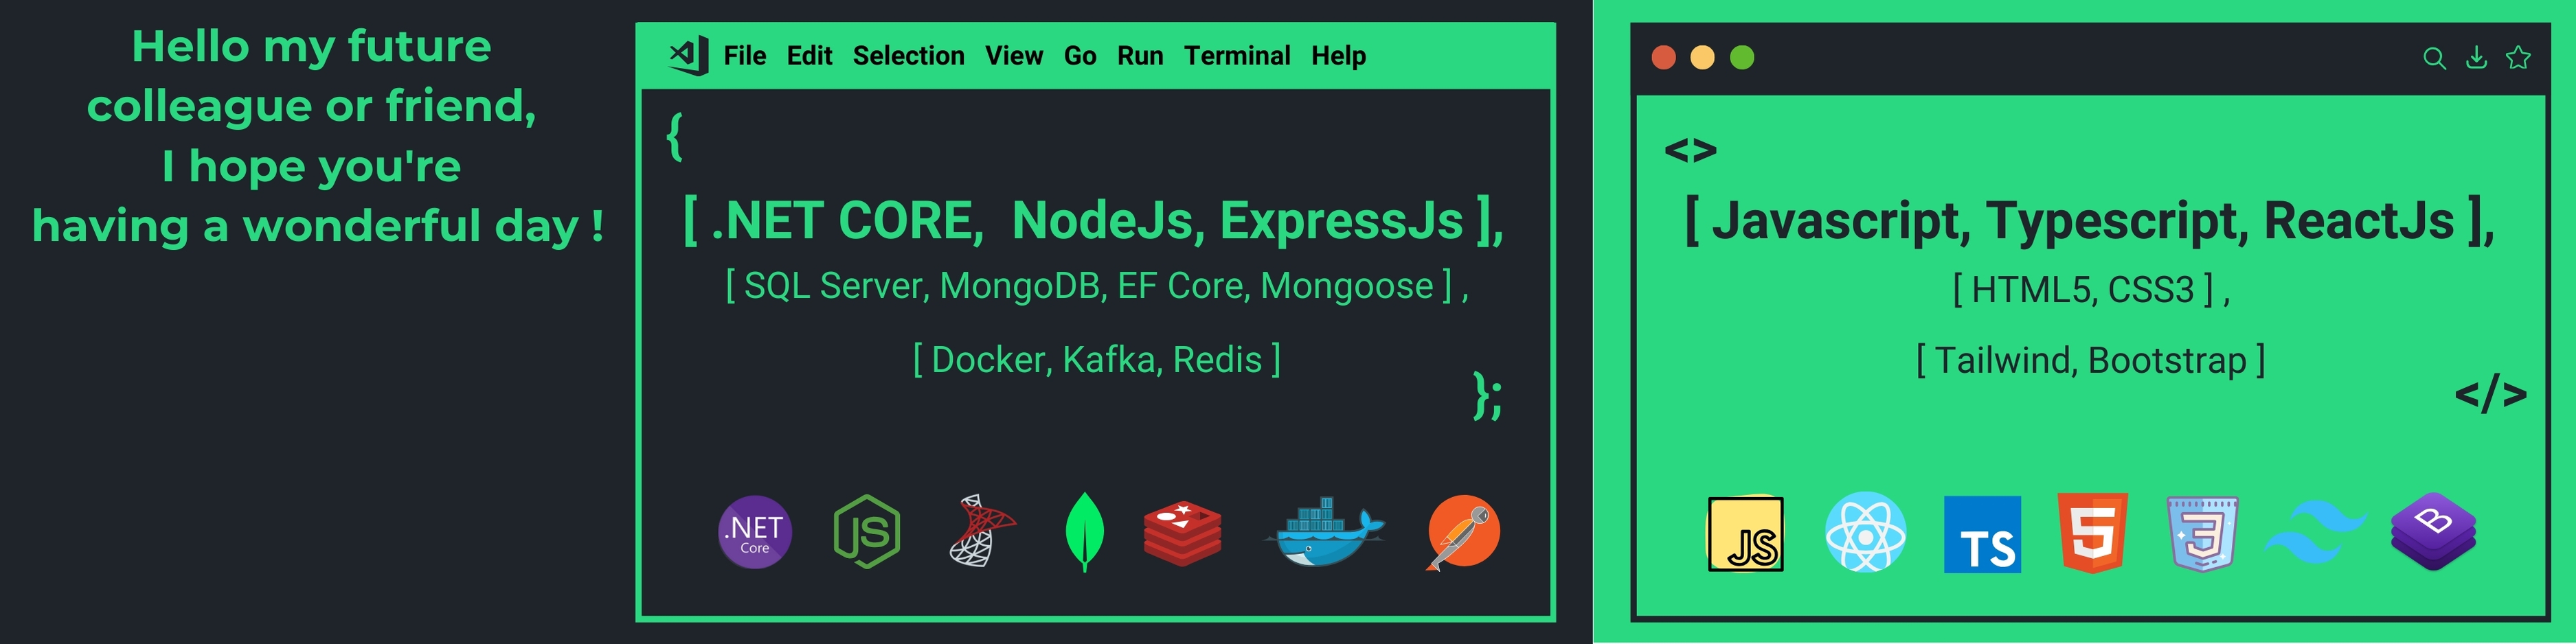 Hello my future
colleague or friend,
I hope you're
having a wonderful day !
File Edit Selection View Go Run Terminal Help
{
[ .NET CORE, NodeJs, ExpressJs ],
[ SQL Server, MongoDB, EF Core, Mongoose ] ,
[ Docker, Kafka, Redis ]
};
.NET
Core
JS
<>
[ Javascript, Typescript, ReactJs ],
[ HTML5, CSS3 ] ,
[ Tailwind, Bootstrap ]
</>
JS
TS
5
3
B